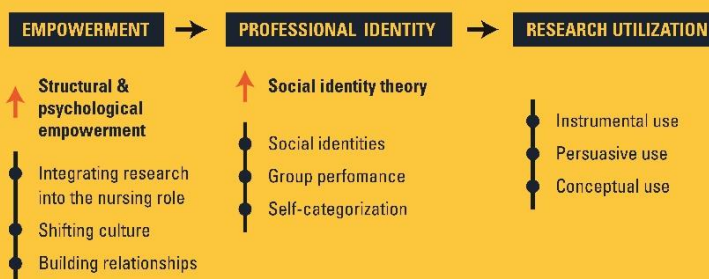 EMPOWERMENT
Structural &
psychological
empowerment
Integrating research
into the nursing role
Shifting culture
Building relationships
PROFESSIONAL IDENTITY
Social identity theory
Social identities
Group perfomance
Self-categorization
RESEARCH UTILIZATION
Instrumental use
Persuasive use
Conceptual use